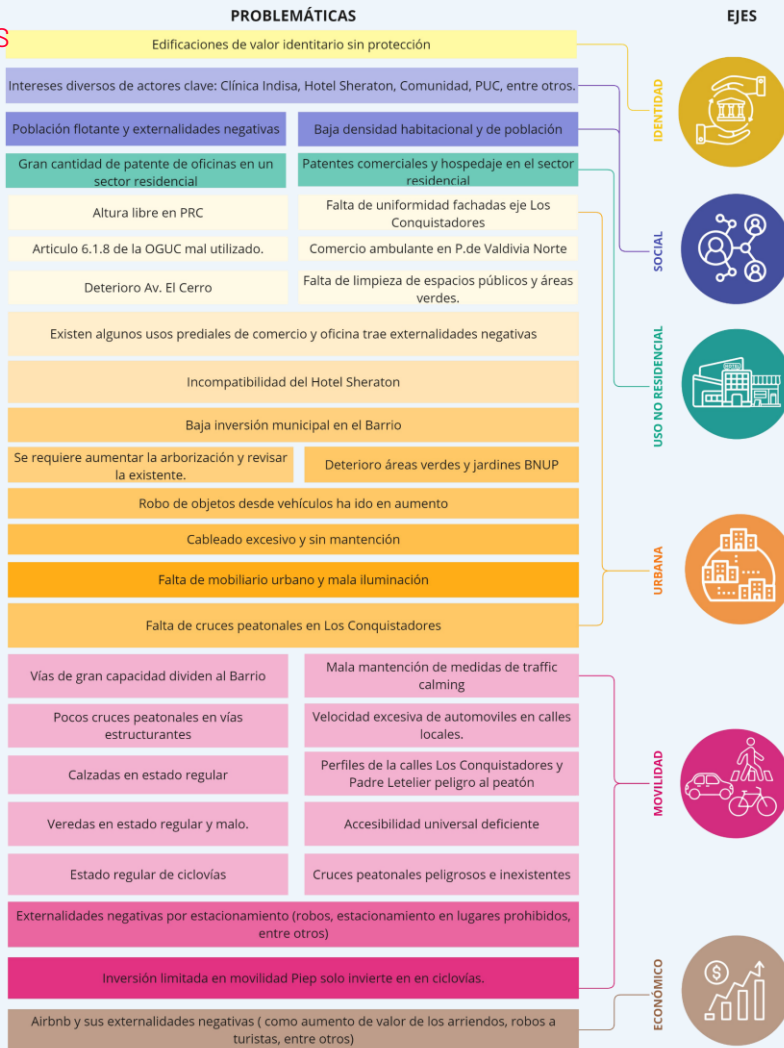 PROBLEMÁTICAS
EJES
S
Edificaciones de valor identitario sin protección
Intereses diversos de actores clave: Clínica Indisa, Hotel Sheraton, Comunidad, PUC, entre otros.
Población flotante y externalidades negativas
Baja densidad habitacional y de población
Gran cantidad de patente de oficinas en un
sector residencial
Patentes comerciales y hospedaje en el sector
residencial
Altura libre en PRC
Falta de uniformidad fachadas eje Los
Conquistadores
Articulo 6.1.8 de la OGUC mal utilizado.
Comercio ambulante en P.de Valdivia Norte
Deterioro Av. El Cerro
Falta de limpieza de espacios públicos y áreas
verdes.
Existen algunos usos prediales de comercio y oficina trae externalidades negativas
Incompatibilidad del Hotel Sheraton
Baja inversión municipal en el Barrio
Se requiere aumentar la arborización y revisar
la existente.
Deterioro áreas verdes y jardines BNUP
Robo de objetos desde vehículos ha ido en aumento
Cableado excesivo y sin mantención
Falta de mobiliario urbano y mala iluminación
Falta de cruces peatonales en Los Conquistadores
Vías de gran capacidad dividen al Barrio
Mala mantención de medidas de traffic
calming
Pocos cruces peatonales en vías
estructurantes
Velocidad excesiva de automoviles en calles
locales.
Calzadas en estado regular
Perfiles de la calles Los Conquistadores y
Padre Letelier peligro al peatón
Veredas en estado regular y malo.
Accesibilidad universal deficiente
Estado regular de ciclovías
Cruces peatonales peligrosos e inexistentes
Externalidades negativas por estacionamiento (robos, estacionamiento en lugares prohibidos,
entre otros)
Inversión limitada en movilidad Piep solo invierte en en ciclovías.
Airbnb y sus externalidades negativas ( como aumento de valor de los arriendos, robos a
turistas, entre otros)
IDENTIDAD
SOCIAL
USO NO RESIDENCIAL
URBANA
MOVILIDAD
ECONÓMICO
$